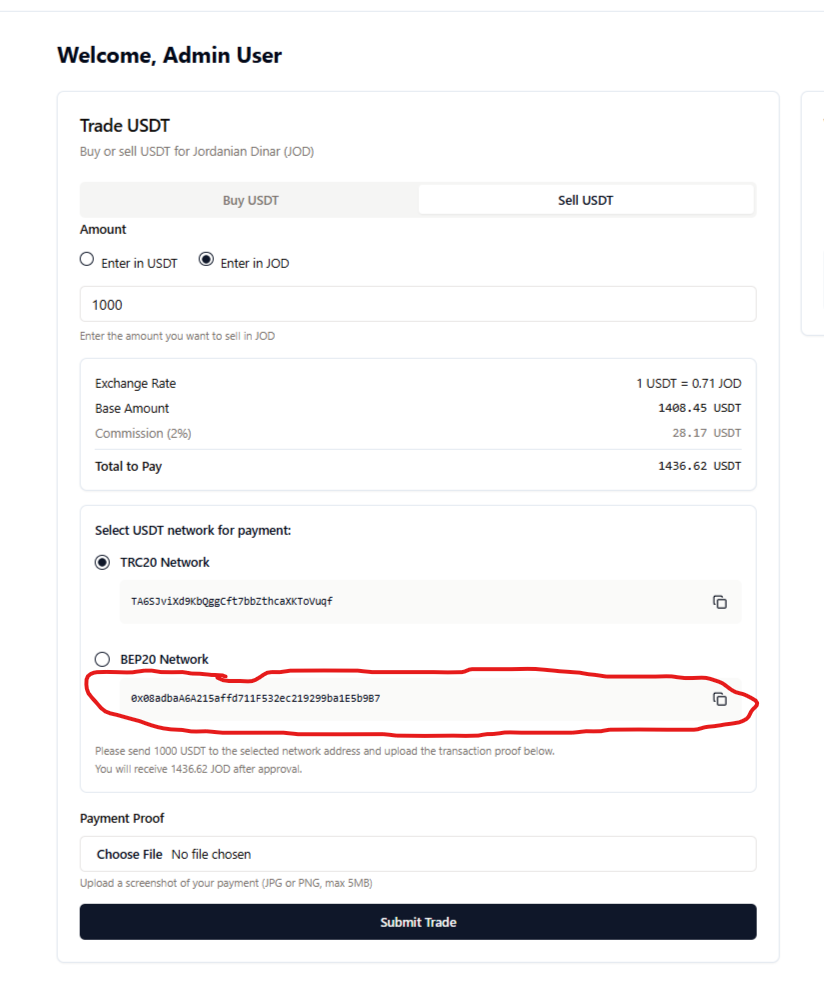 Welcome, Admin User
Trade USDT
Buy or sell USDT for Jordanian Dinar (JOD)
Buy USDT
Sell USDT
Amount
Enter in USDT
Enter in JOD
1000
Enter the amount you want to sell in JOD
Exchange Rate
1 USDT = 0.71 JOD
Base Amount
1408.45 USDT
Commission (2%)
28.17 USDT
Total to Pay
1436.62 USDT
Select USDT network for payment:
TRC20 Network
TA6SJviXd9KbQggCft7bbZthcaXKToVuqf
BEP20 Network
0x08adbaA6A215affd711F532ec219299ba1E5b9B7
Please send 1000 USDT to the selected network address and upload the transaction proof below.
You will receive 1436.62 JOD after approval.
Payment Proof
Choose File No file chosen
Upload a screenshot of your payment (JPG or PNG, max 5MB)
Submit Trade